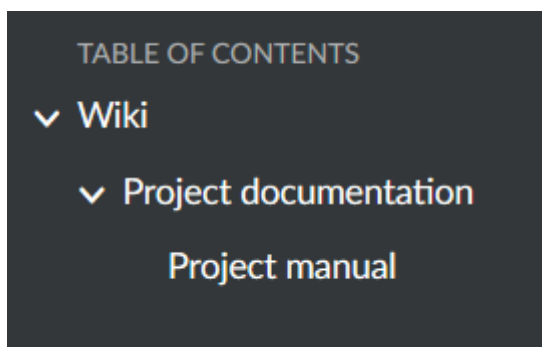 TABLE OF CONTENTS
Wiki
Project documentation
Project manual